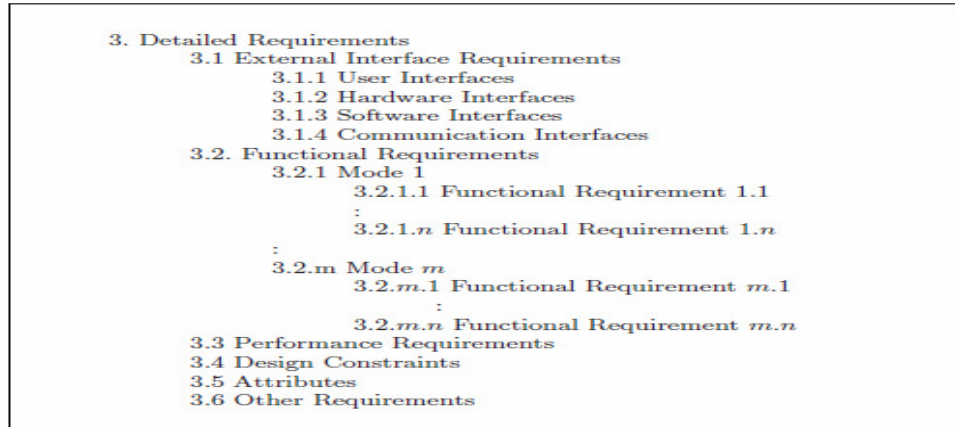 3. Detailed Requirements
3.1 External Interface Requirements
3.1.1 User Interfaces
3.1.2 Hardware Interfaces
3.1.3 Software Interfaces
3.1.4 Communication Interfaces
3.2. Functional Requirements
3.2.1 Mode 1
3.2.1.1 Functional Requirement 1.1
:
3.2.1.n Functional Requirement 1.n
:
3.2.m Mode m
3.2.m.1 Functional Requirement m.1
:
3.2.m.n Functional Requirement m.n
3.3 Performance Requirements
3.4 Design Constraints
3.5 Attributes
3.6 Other Requirements